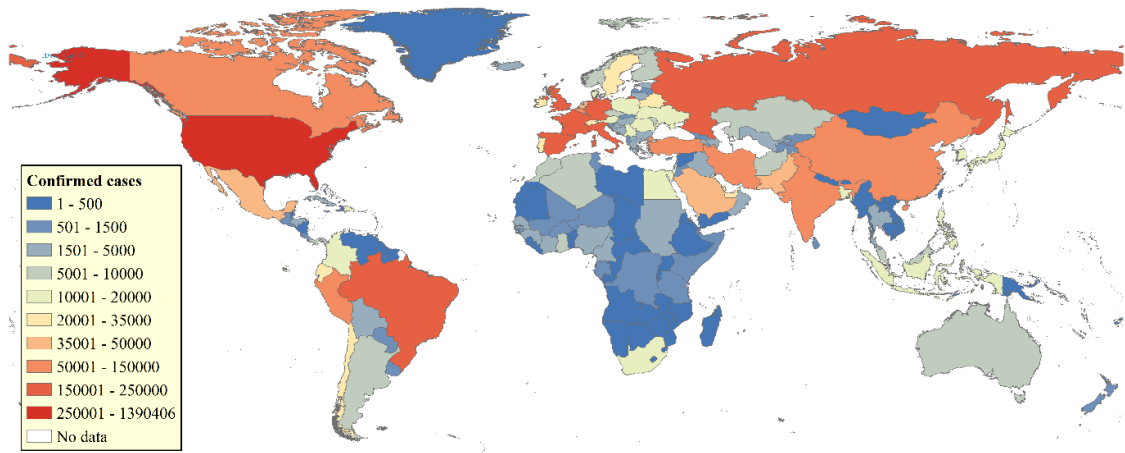 Confirmed cases
1 - 500
501 - 1500
1501 - 5000
5001 - 10000
10001 - 20000
20001 - 35000
35001 - 50000
50001 - 150000
150001 - 250000
250001 - 1390406
No data